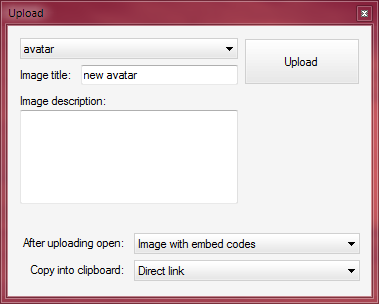 Upload
avatar
Upload
Image title: new avatar
Image description:
After uploading open: Image with embed codes
Copy into clipboard: Direct link